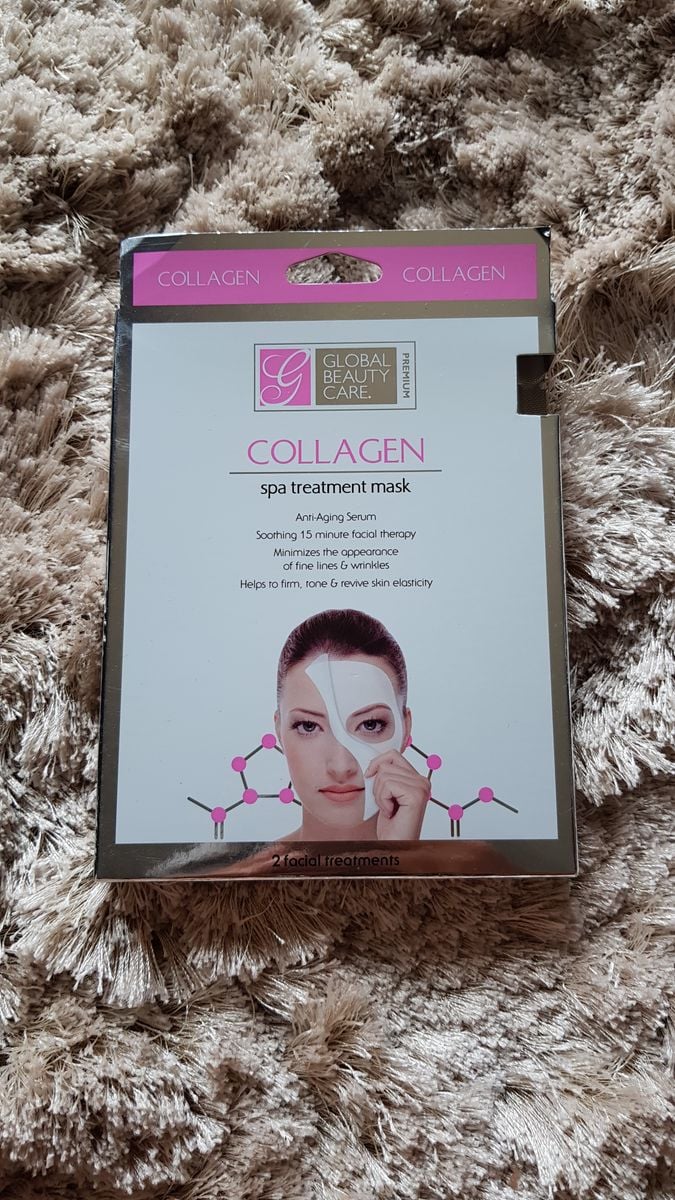 COLLAGEN COLLAGEN
G GLOBAL
BEAUTY
CARE.
PREMIUM
COLLAGEN
spa treatment mask
Anti-Aging Serum
Soothing 15 minute facial therapy
Minimizes the appearance
of fine lines & wrinkles
Helps to firm, tone & revive skin elasticity
2 facial treatments